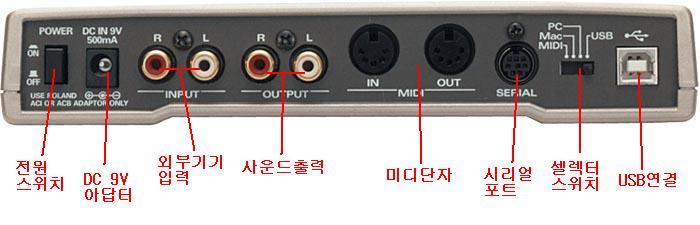 POWER
DC IN 9V
500mA
ON
OFF
USE ROLAND
ACI OR ACB ADAPTOR ONLY
R
L
INPUT
R
L
OUTPUT
IN
OUT
MIDI
SERIAL
PC
Mac
MIDI
USB
전원
스위치
DC 9V
아답터
외부기기
입력
사운드출력
미디단자
시리얼
포트
셀렉터
스위치
USB연결